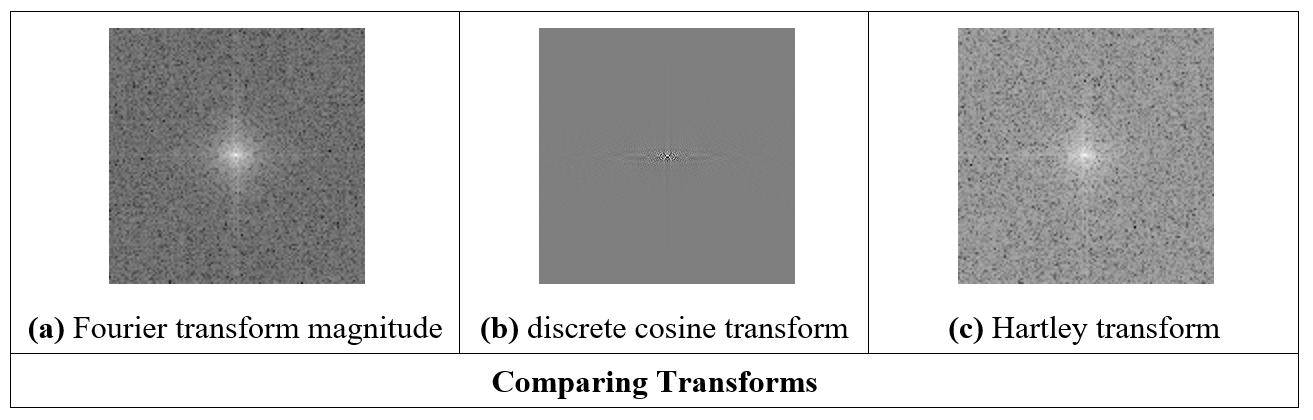 (a) Fourier transform magnitude
(b) discrete cosine transform
(c) Hartley transform
Comparing Transforms